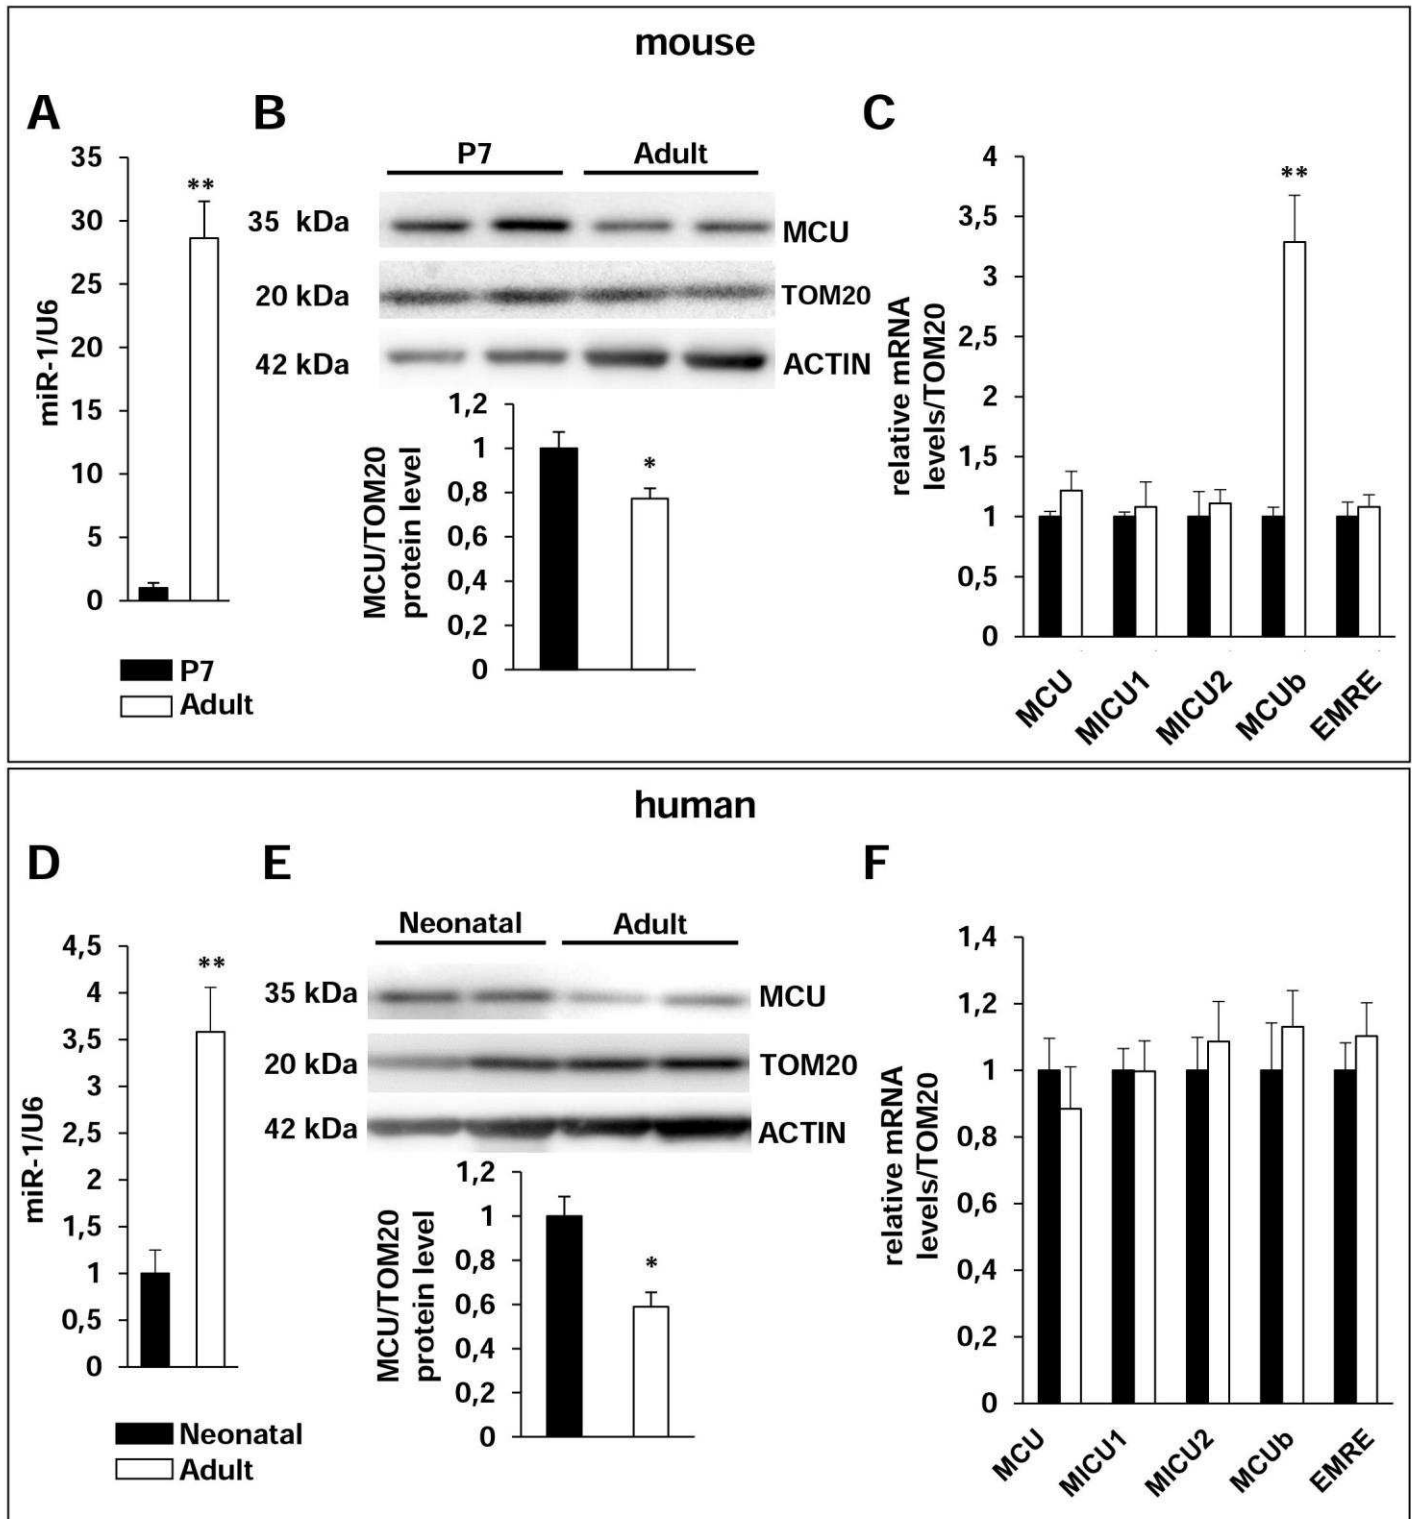 mouse
A
35
30
25
20
15
10
5
0
miR-1/U6
**
P7
Adult
B
P7 Adult
35 kDa MCU
20 kDa TOM20
42 kDa ACTIN
MCU/TOM20
protein level
1,2
1
0,8
0,6
0,4
0,2
0
*
C
relative mRNA
levels/TOM20
4
3,5
3
2,5
2
1,5
1
0,5
0
**
MCU MICU1 MICU2 MCUb EMRE
human
D
4,5
4
3,5
3
2,5
2
1,5
1
0,5
0
miR-1/U6
**
Neonatal
Adult
E
Neonatal Adult
35 kDa MCU
20 kDa TOM20
42 kDa ACTIN
MCU/TOM20
protein level
1,2
1
0,8
0,6
0,4
0,2
0
*
F
relative mRNA
levels/TOM20
1,4
1,2
1
0,8
0,6
0,4
0,2
0
MCU MICU1 MICU2 MCUb EMRE